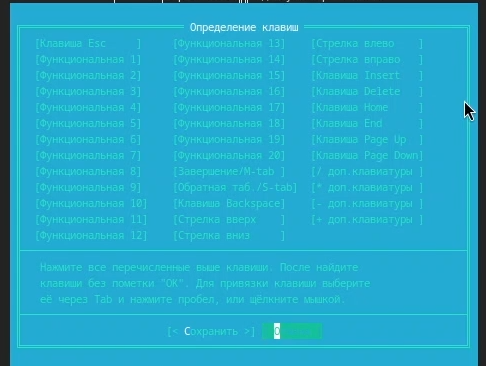 Определение клавиш
[Клавиша Esc     ] [Функциональная 13] [Стрелка влево    ]
[Функциональная 1] [Функциональная 14] [Стрелка вправо   ]
[Функциональная 2] [Функциональная 15] [Клавиша Insert   ]
[Функциональная 3] [Функциональная 16] [Клавиша Delete   ]
[Функциональная 4] [Функциональная 17] [Клавиша Home     ]
[Функциональная 5] [Функциональная 18] [Клавиша End      ]
[Функциональная 6] [Функциональная 19] [Клавиша Page Up  ]
[Функциональная 7] [Функциональная 20] [Клавиша Page Down]
[Функциональная 8] [Завершение/M-tab ] [/ доп.клавиатуры ]
[Функциональная 9] [Обратная таб./S-tab] [* доп.клавиатуры ]
[Функциональная 10] [Клавиша Backspace] [- доп.клавиатуры ]
[Функциональная 11] [Стрелка вверх    ] [+ доп.клавиатуры ]
[Функциональная 12] [Стрелка вниз     ]
Нажмите все перечисленные выше клавиши. После найдите
клавиши без пометки "OK". Для привязки клавиши выберите
её через Tab и нажмите пробел, или щёлкните мышкой.
[< Сохранить >]